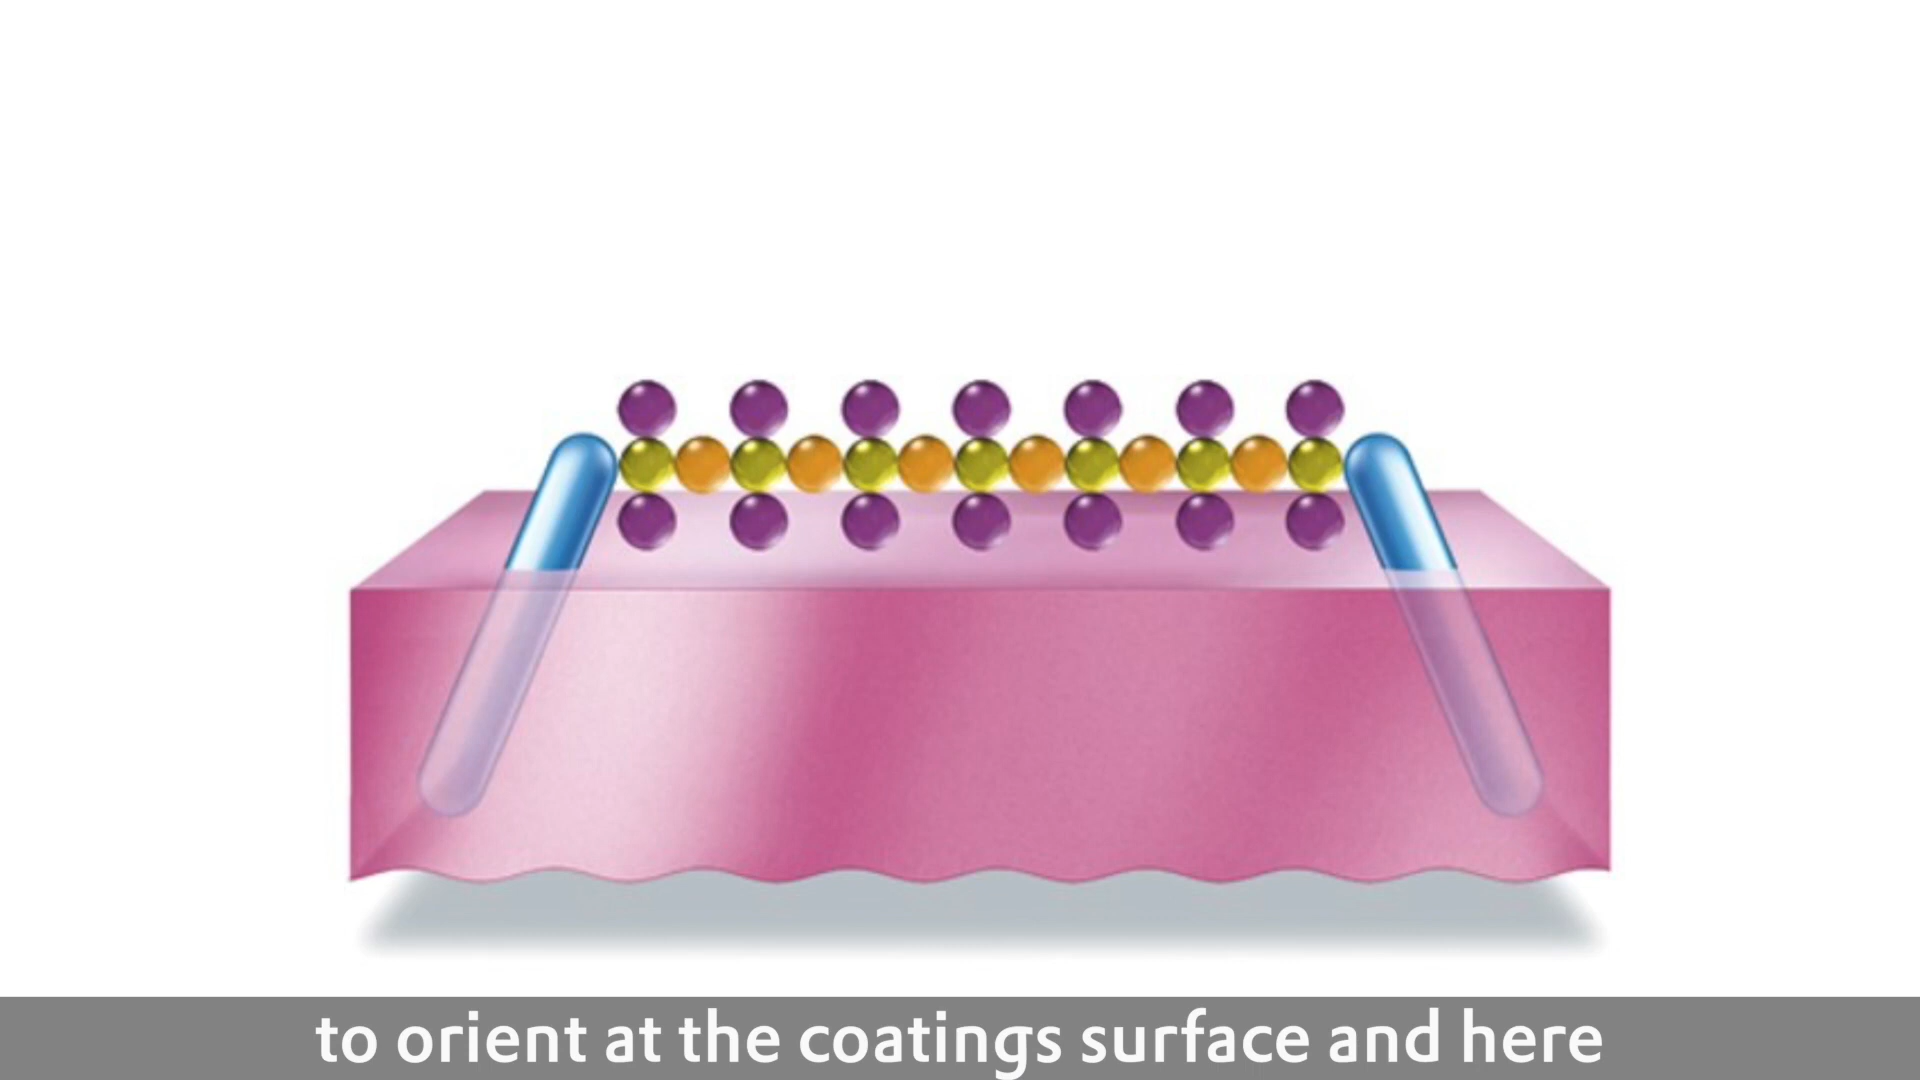 to orient at the coatings surface and here